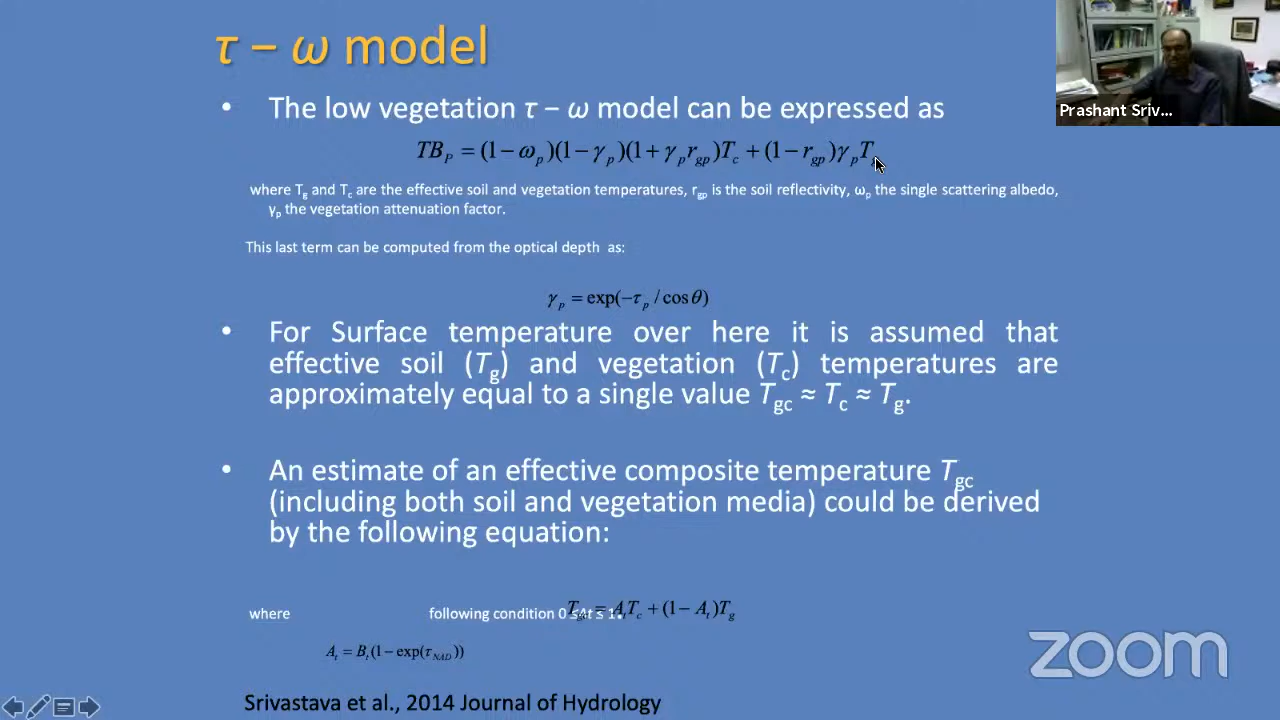 τ – ω model
• The low vegetation τ – ω model can be expressed as
TB_P = (1 − ω_p)(1 − γ_p)(1 + γ_p r_gp)T_c + (1 − r_gp)γ_p T
where T_g and T_c are the effective soil and vegetation temperatures, r_gp is the soil reflectivity, ω_p the single scattering albedo,
γ_p the vegetation attenuation factor.
This last term can be computed from the optical depth as:
γ_p = exp(−τ_p / cos θ)
• For Surface temperature over here it is assumed that
effective soil (T_g) and vegetation (T_c) temperatures are
approximately equal to a single value T_gc ≈ T_c ≈ T_g.
• An estimate of an effective composite temperature T_gc
(including both soil and vegetation media) could be derived
by the following equation:
T_gc = A_t T_c + (1 − A_t)T_g
where following condition 0 ≤ At ≤ 1.
A_t = B_t(1 − exp(τ_NAD))
Srivastava et al., 2014 Journal of Hydrology
Prashant Sriv...
zoom